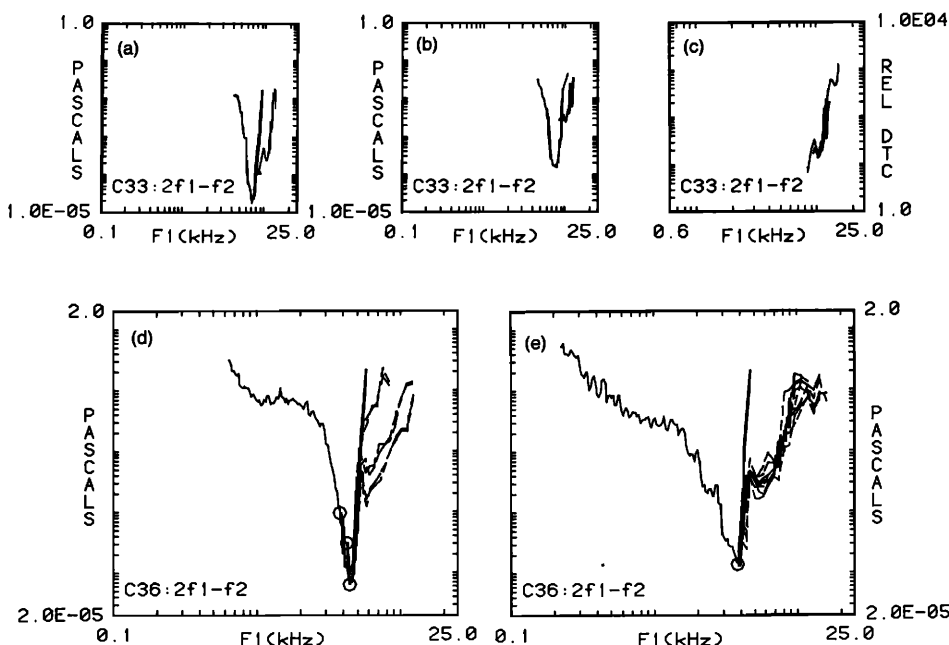 1.0
(a)
PASCALS
C33:2f1-f2
1.0E-05
0.1
F1(kHz)
25.0
(b)
PASCALS
C33:2f1-f2
1.0E-05
0.1
F1(kHz)
25.0
1.0E04
(c)
REL DTC
C33:2f1-f2
1.0
0.6
F1(kHz)
25.0
2.0
(d)
PASCALS
C36:2f1-f2
2.0E-05
0.1
F1(kHz)
25.0
2.0
(e)
PASCALS
C36:2f1-f2
2.0E-05
0.1
F1(kHz)
25.0